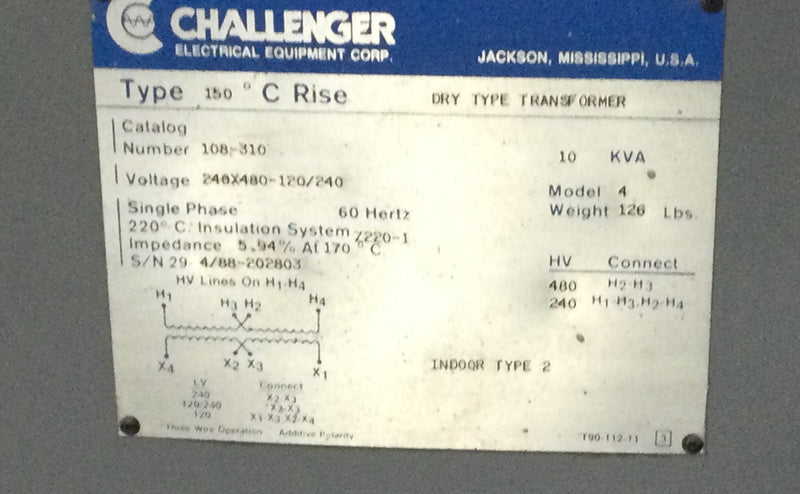 CHALLENGER
ELECTRICAL EQUIPMENT CORP.
JACKSON, MISSISSIPPI, U.S.A.
Type 150 °C Rise
DRY TYPE TRANSFORMER
Catalog
Number 108-310
10 KVA
Voltage 240X480-120/240
Model 4
Weight 126 Lbs.
Single Phase 60 Hertz
220° C. Insulation System Z220-1
Impedance 5.94% At 170 °C
S/N 29 4/88-202803
HV Connect
480 H2-H3
240 H1-H3-H2-H4
HV Lines On H1-H4
H1 H3 H2 H4
X4 X2 X3 X1
INDOOR TYPE 2
LV Connect
240 X2-X3
120/240 X2-X3
120 X1-X3 X2-X4
Three Wire Operation Additive Polarity
T90-112-11 3